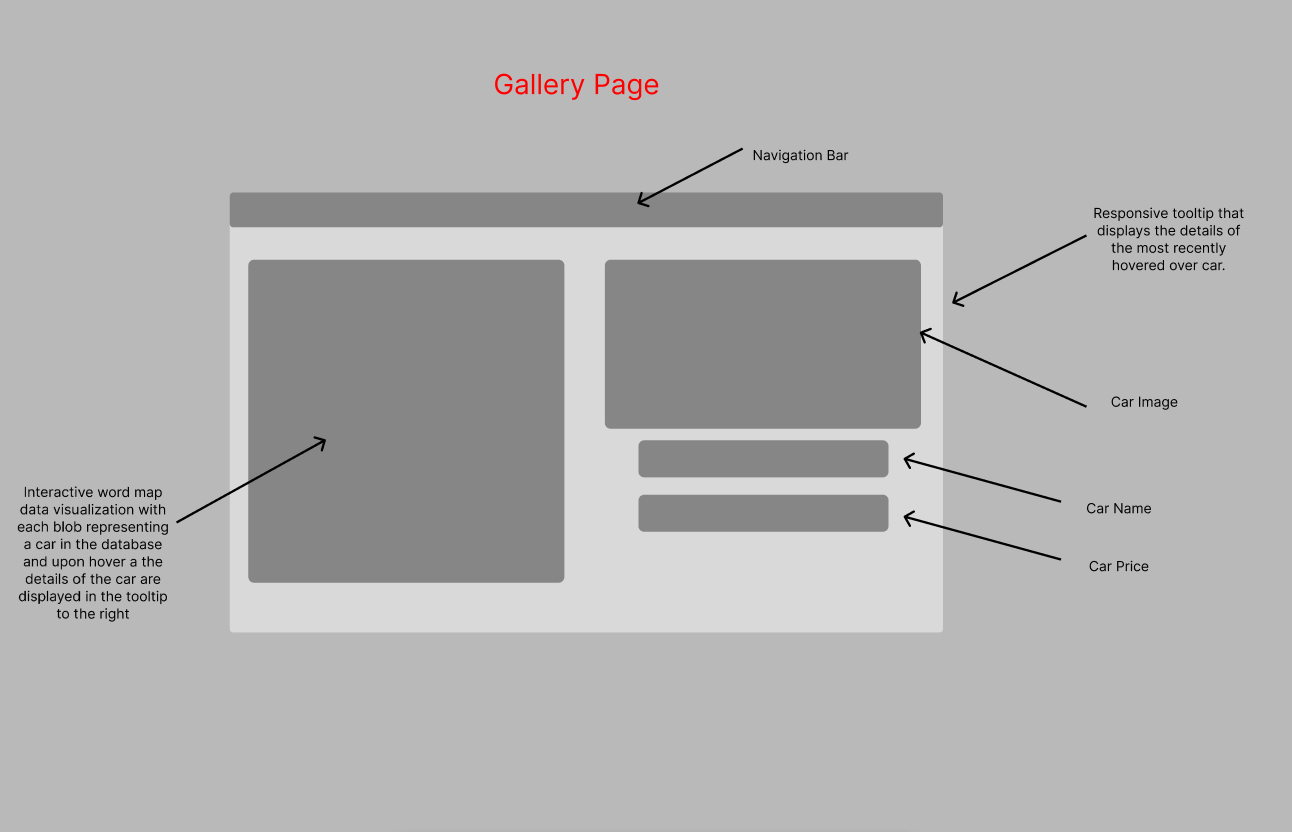 Gallery Page
Navigation Bar
Responsive tooltip that
displays the details of
the most recently
hovered over car.
Car Image
Interactive word map
data visualization with
each blob representing
a car in the database
and upon hover a the
details of the car are
displayed in the tooltip
to the right
Car Name
Car Price